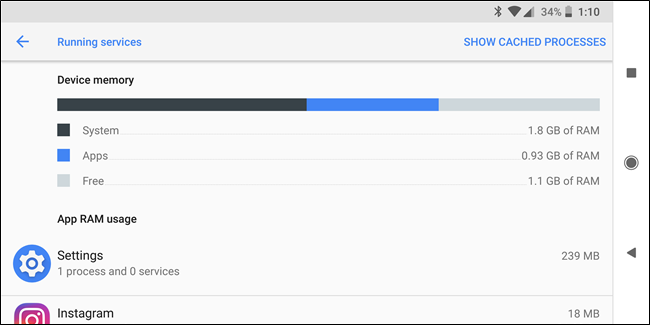 34% 1:10
Running services SHOW CACHED PROCESSES
Device memory
System 1.8 GB of RAM
Apps 0.93 GB of RAM
Free 1.1 GB of RAM
App RAM usage
Settings 239 MB
1 process and 0 services
Instagram 18 MB